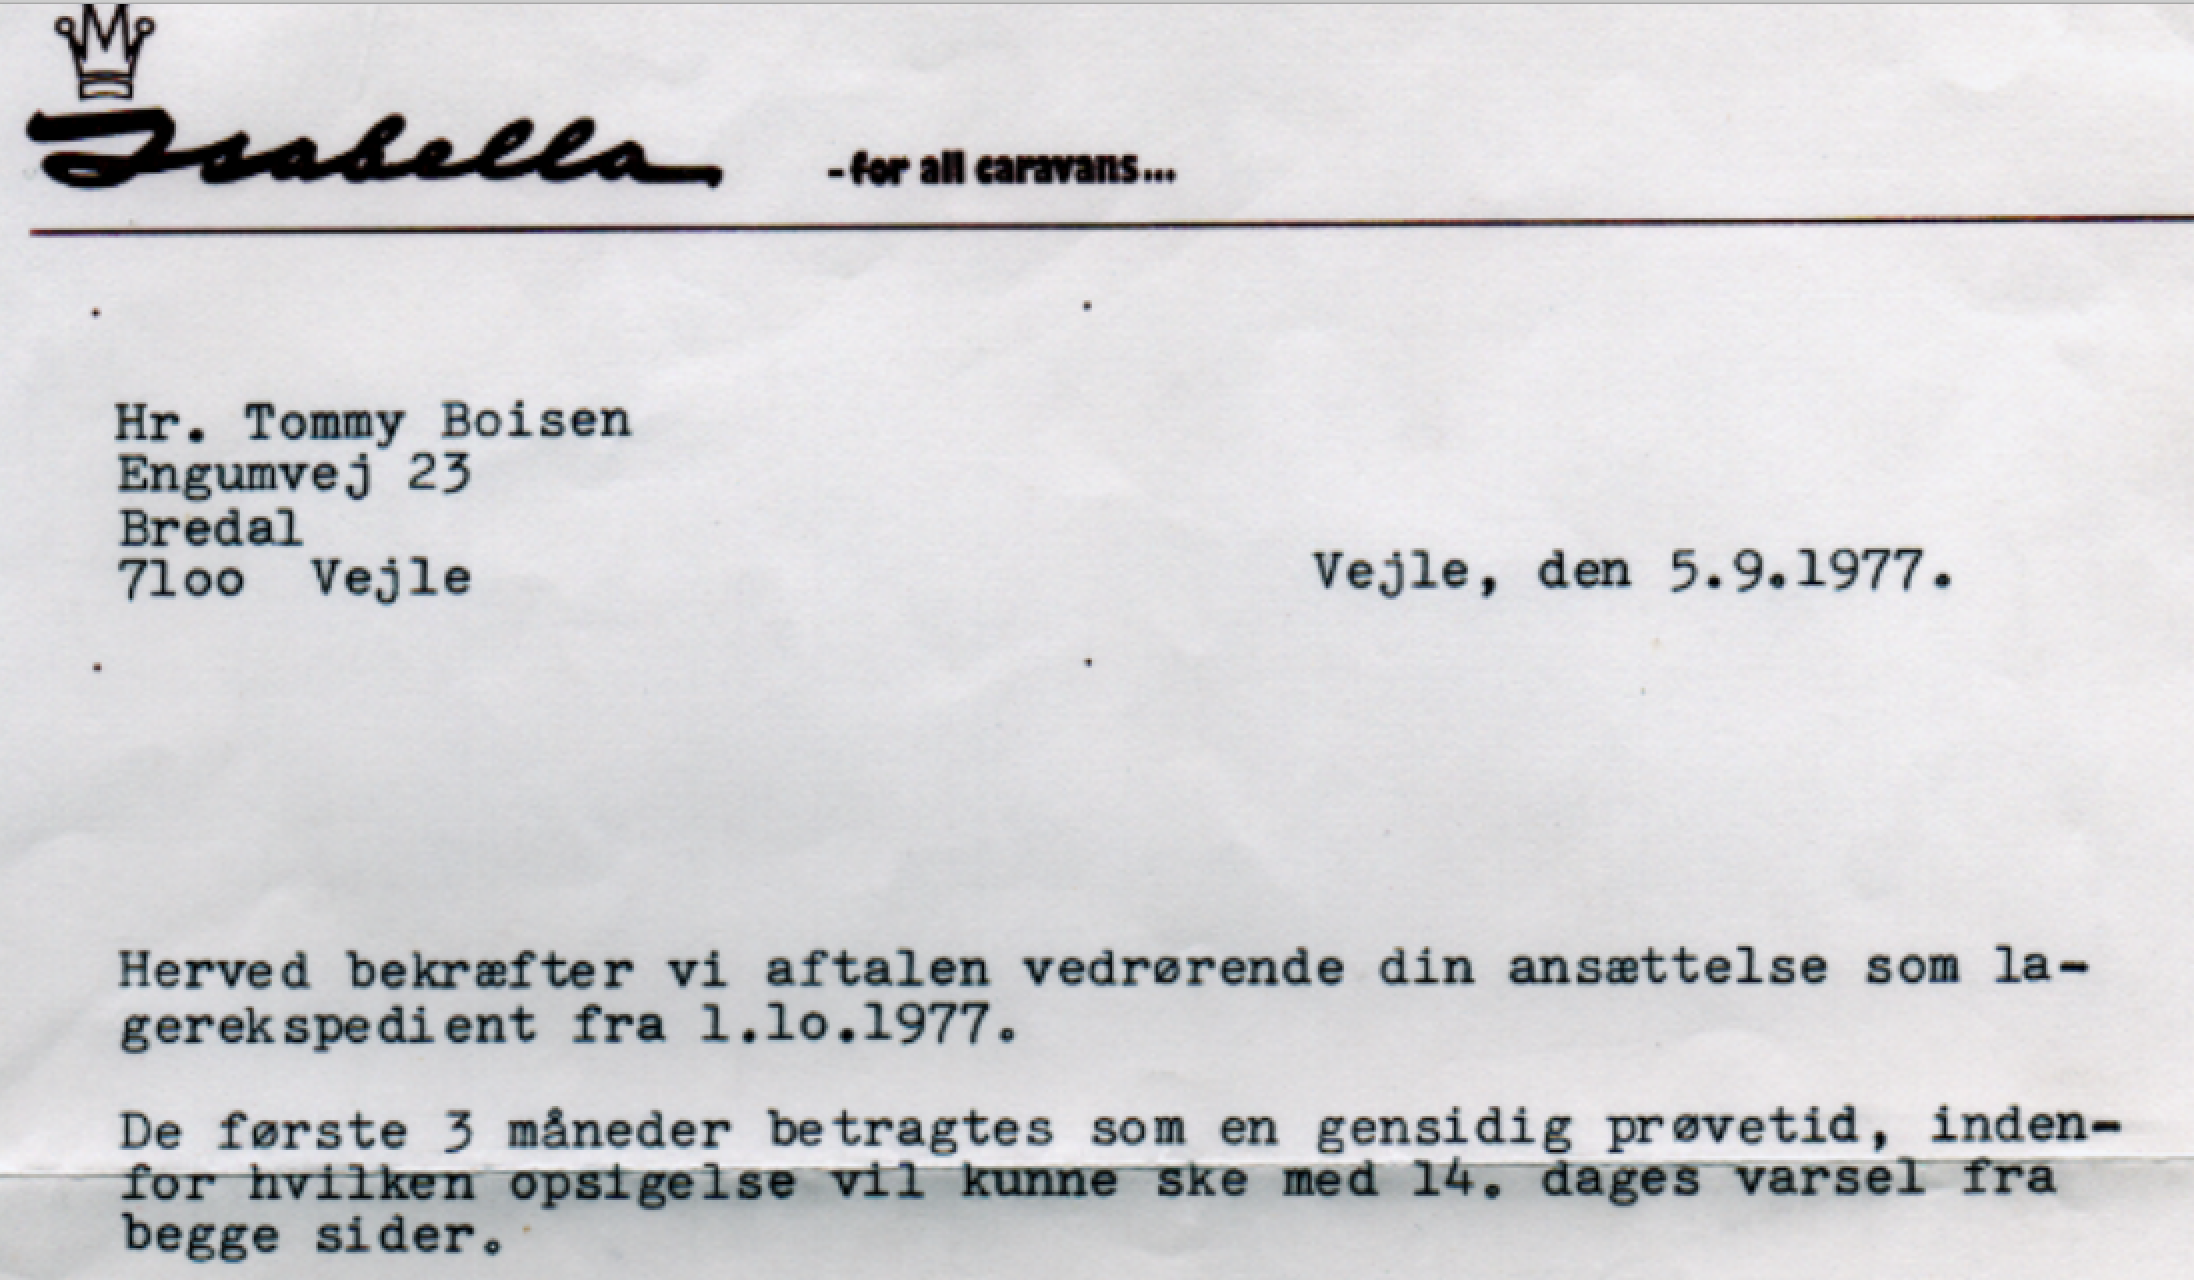 Isabella - for all caravans...
Hr. Tommy Boisen
Engumvej 23
Bredal
7loo Vejle
Vejle, den 5.9.1977.
Herved bekræfter vi aftalen vedrørende din ansættelse som la-
gerekspedient fra 1.lo.1977.
De første 3 måneder betragtes som en gensidig prøvetid, inden-
for hvilken opsigelse vil kunne ske med 14. dages varsel fra
begge sider.